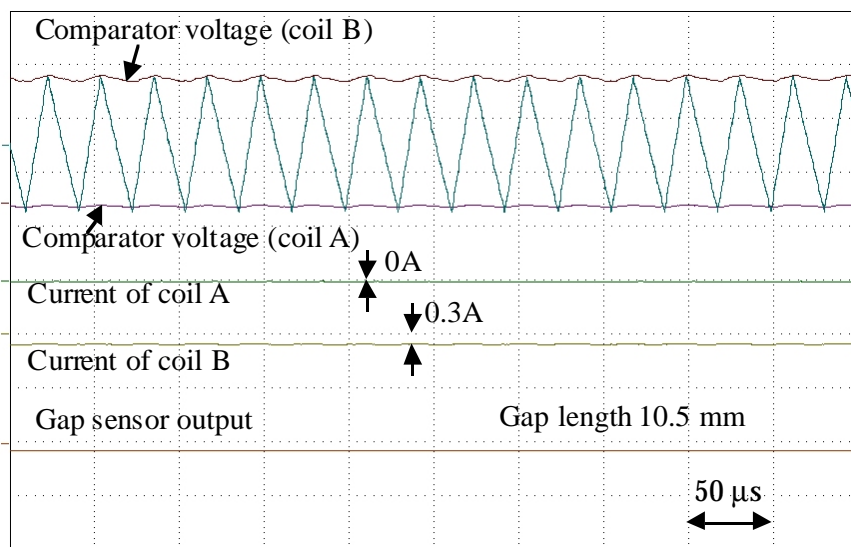 Comparator voltage (coil B)
Comparator voltage (coil A)
0A
Current of coil A
0.3A
Current of coil B
Gap sensor output
Gap length 10.5 mm
50 μs